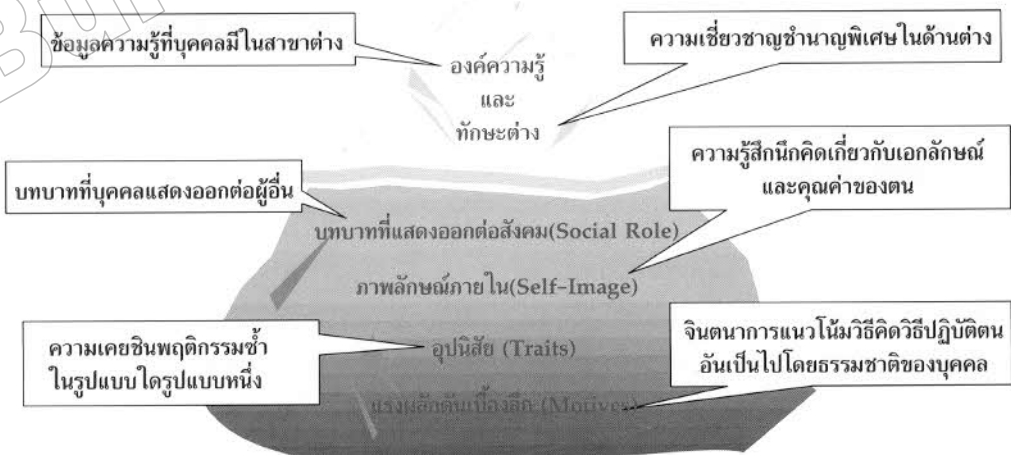 ข้อมูลความรู้ที่บุคคลมีในสาขาต่าง
ความเชี่ยวชาญชำนาญพิเศษในด้านต่าง
องค์ความรู้
และ
ทักษะต่าง
ความรู้สึกนึกคิดเกี่ยวกับเอกลักษณ์
และคุณค่าของตน
บทบาทที่บุคคลแสดงออกต่อผู้อื่น
บทบาทที่แสดงออกต่อสังคม(Social Role)
ภาพลักษณ์ภายใน(Self-Image)
ความเคยชินพฤติกรรมซ้ำ
ในรูปแบบใดรูปแบบหนึ่ง
อุปนิสัย (Traits)
จินตนาการแนวโน้มวิธีคิดวิธีปฏิบัติตน
อันเป็นไปโดยธรรมชาติของบุคคล
แรงผลักดันเบื้องลึก (Motives)